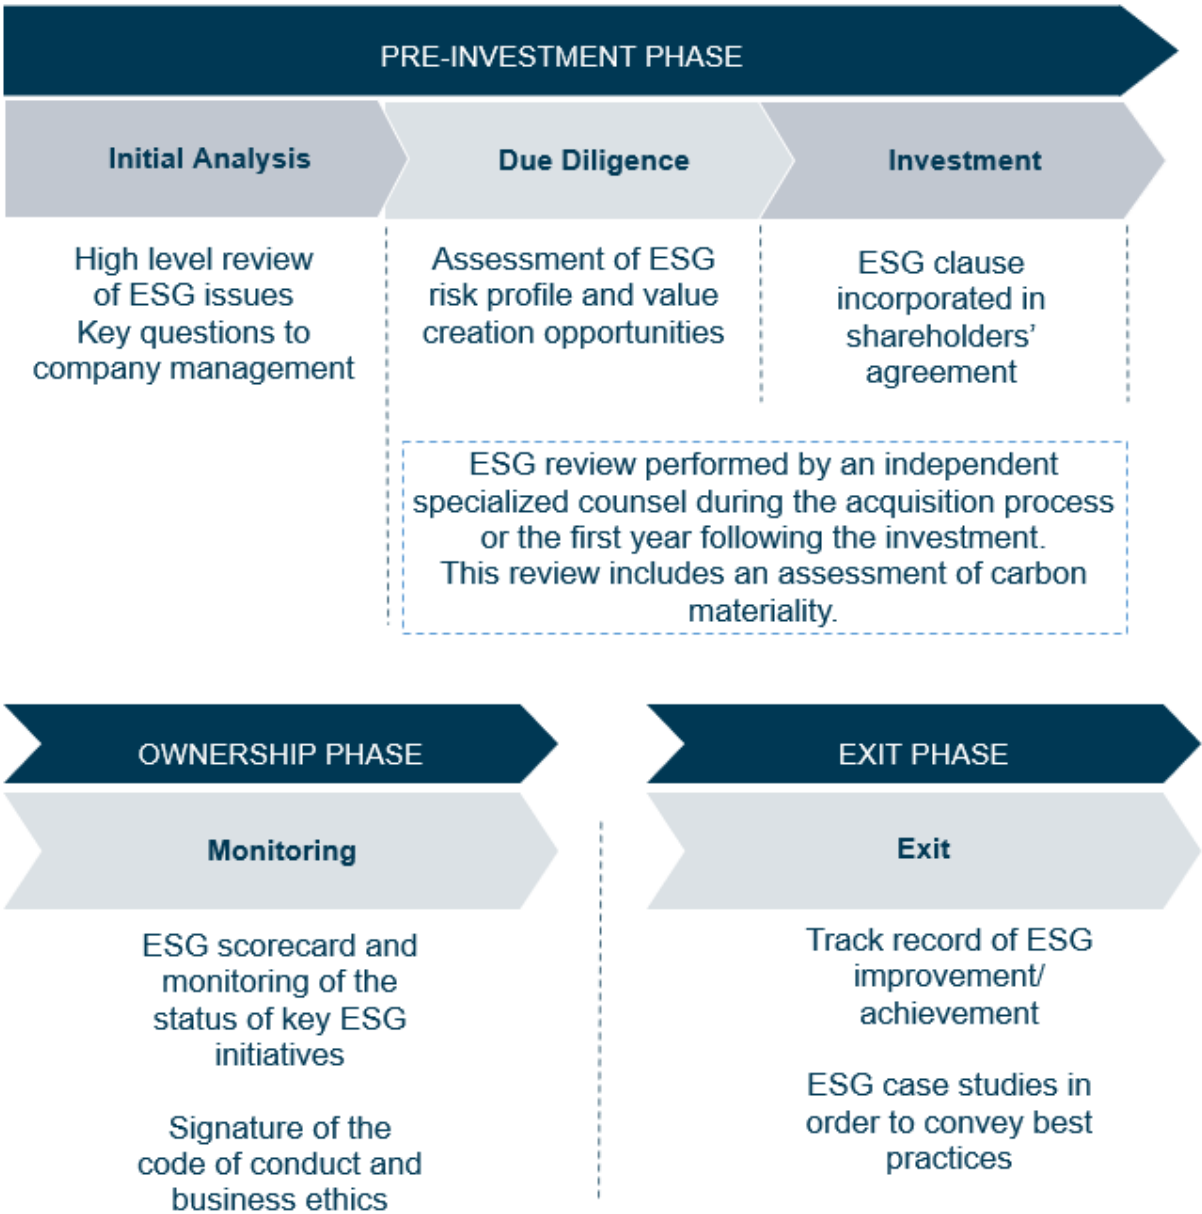 PRE-INVESTMENT PHASE
Initial Analysis
Due Diligence
Investment
High level review
of ESG issues
Key questions to
company management
Assessment of ESG
risk profile and value
creation opportunities
ESG clause
incorporated in
shareholders’
agreement
ESG review performed by an independent
specialized counsel during the acquisition process
or the first year following the investment.
This review includes an assessment of carbon
materiality.
OWNERSHIP PHASE
Monitoring
ESG scorecard and
monitoring of the
status of key ESG
initiatives
Signature of the
code of conduct and
business ethics
EXIT PHASE
Exit
Track record of ESG
improvement/
achievement
ESG case studies in
order to convey best
practices